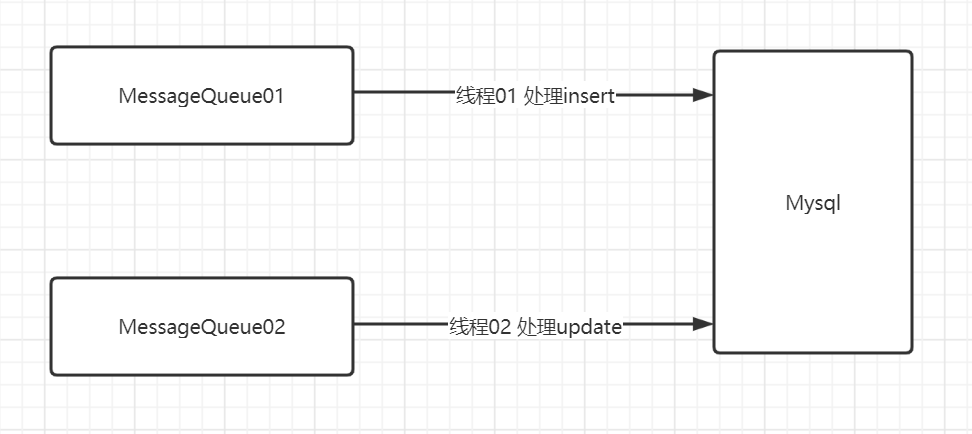 MessageQueue01
线程01 处理insert
Mysql
MessageQueue02
线程02 处理update